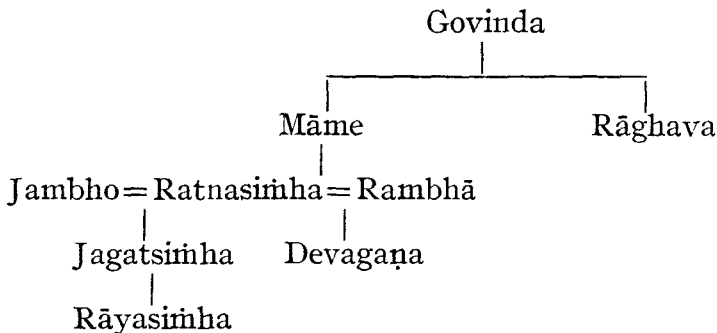 Govinda
Māme Rāghava
Jambho=Ratnasiṁha=Rambhā
Jagatsiṁha Devagaṇa
Rāyasiṁha